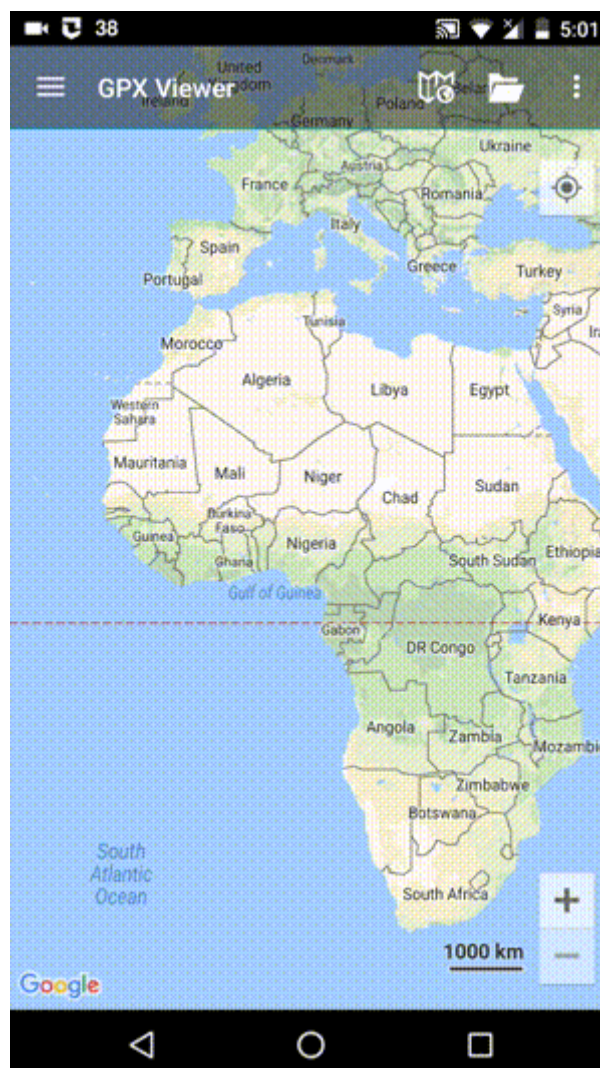 38
5:01
GPX Viewer
United
Kingdom
Denmark
Ireland
Poland
Belar
Germany
Ukraine
Austria
France
Romania
Italy
Spain
Greece
Portugal
Turkey
Syria
Tunisia
Ira
Morocco
Algeria
Libya
Egypt
Western
Sahara
Mauritania
Mali
Niger
Chad
Sudan
Burkina
Faso
Guinea
Nigeria
Ghana
South Sudan
Ethiopia
Gulf of Guinea
Gabon
Kenya
DR Congo
Tanzania
Angola
Zambia
Mozambi
Zimbabwe
Botswana
South
Atlantic
Ocean
South Africa
1000 km
Google